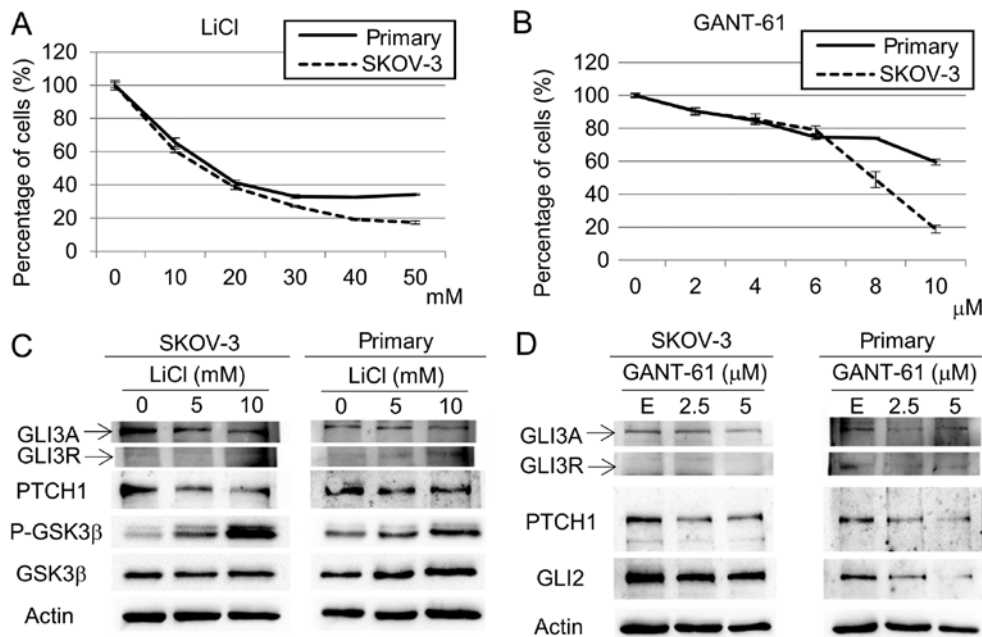 A
LiCl
Primary
SKOV-3
Percentage of cells (%)
120
100
80
60
40
20
0
0 10 20 30 40 50
mM
B
GANT-61
Primary
SKOV-3
Percentage of cells (%)
120
100
80
60
40
20
0
0 2 4 6 8 10
μM
C
SKOV-3 Primary
LiCl (mM) LiCl (mM)
0 5 10 0 5 10
GLI3A
GLI3R
PTCH1
P-GSK3β
GSK3β
Actin
D
SKOV-3 Primary
GANT-61 (μM) GANT-61 (μM)
E 2.5 5 E 2.5 5
GLI3A
GLI3R
PTCH1
GLI2
Actin